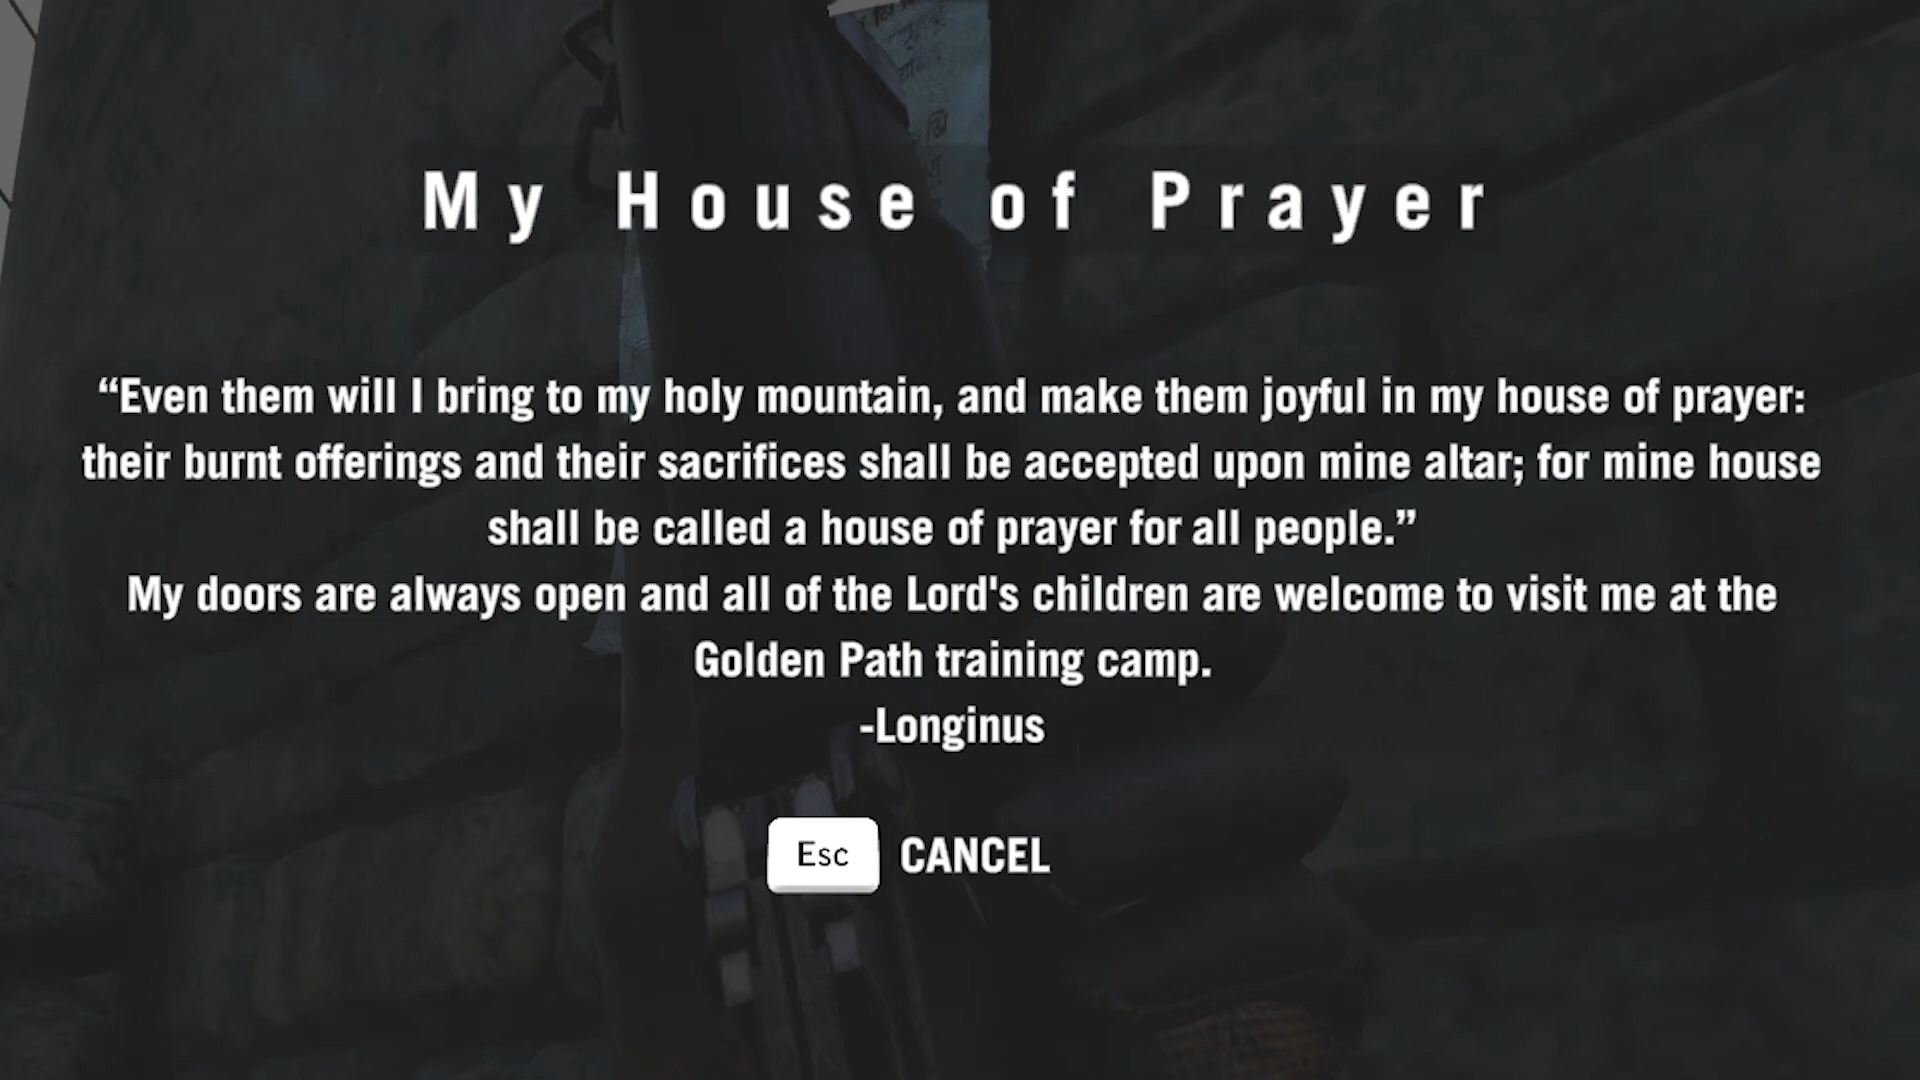 My House of Prayer
“Even them will I bring to my holy mountain, and make them joyful in my house of prayer:
their burnt offerings and their sacrifices shall be accepted upon mine altar; for mine house
shall be called a house of prayer for all people.”
My doors are always open and all of the Lord's children are welcome to visit me at the
Golden Path training camp.
-Longinus
Esc CANCEL